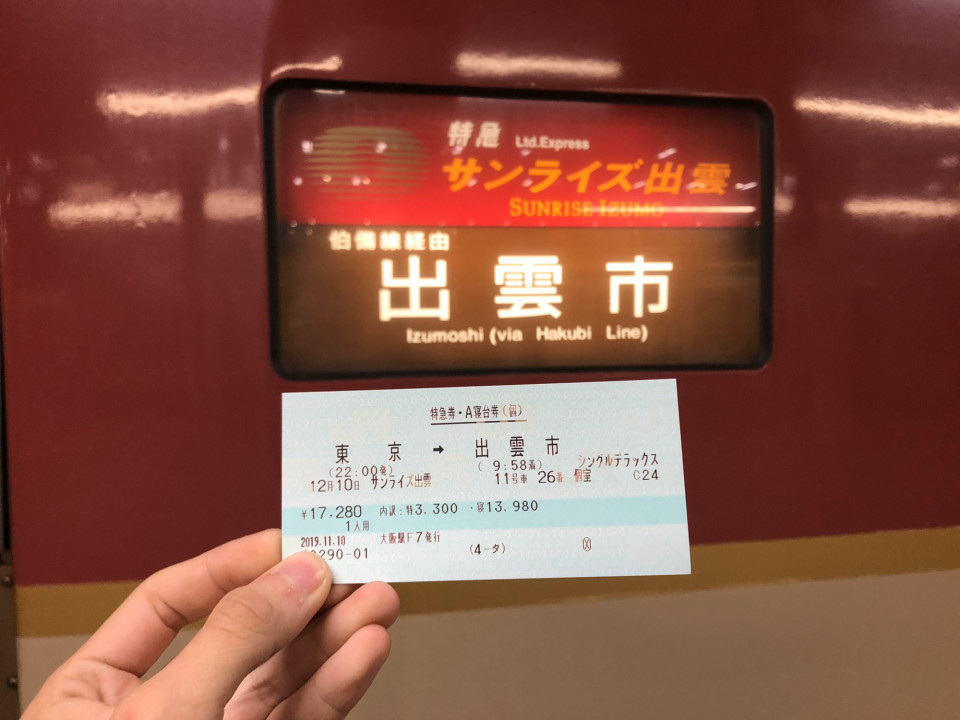 特急 Ltd.Express
サンライズ出雲
SUNRISE IZUMO
伯備線経由
出雲市
Izumoshi (via Hakubi Line)
特急券・A寝台券(個)
東京 → 出雲市
(22:00発) (9:58着) シングルデラックス
12月10日 サンライズ出雲 11号車 26番 個室 C24
¥17,280 内訳:特3,300・寝13,980
1人用
2019.11.10 大阪駅F7発行
0290-01 (4-タ)